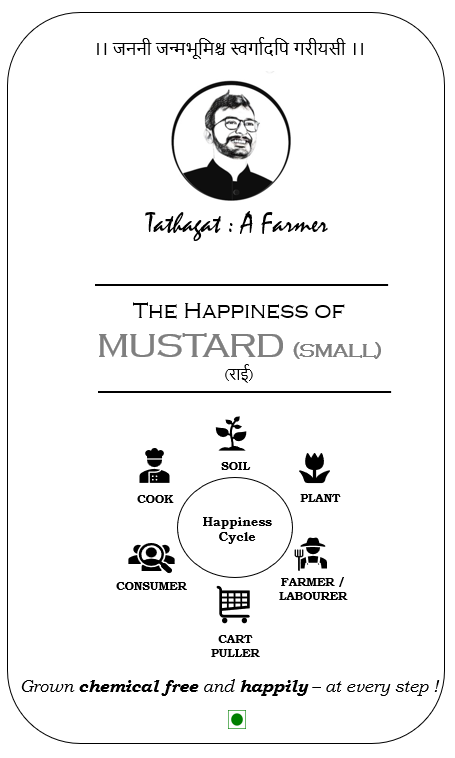 ।। जननी जन्मभूमिश्च स्वर्गादपि गरीयसी ।।
Tathagat : A Farmer
THE HAPPINESS OF
MUSTARD (SMALL)
(राई)
SOIL
COOK
PLANT
Happiness
Cycle
CONSUMER
FARMER /
LABOURER
CART
PULLER
Grown chemical free and happily – at every step !